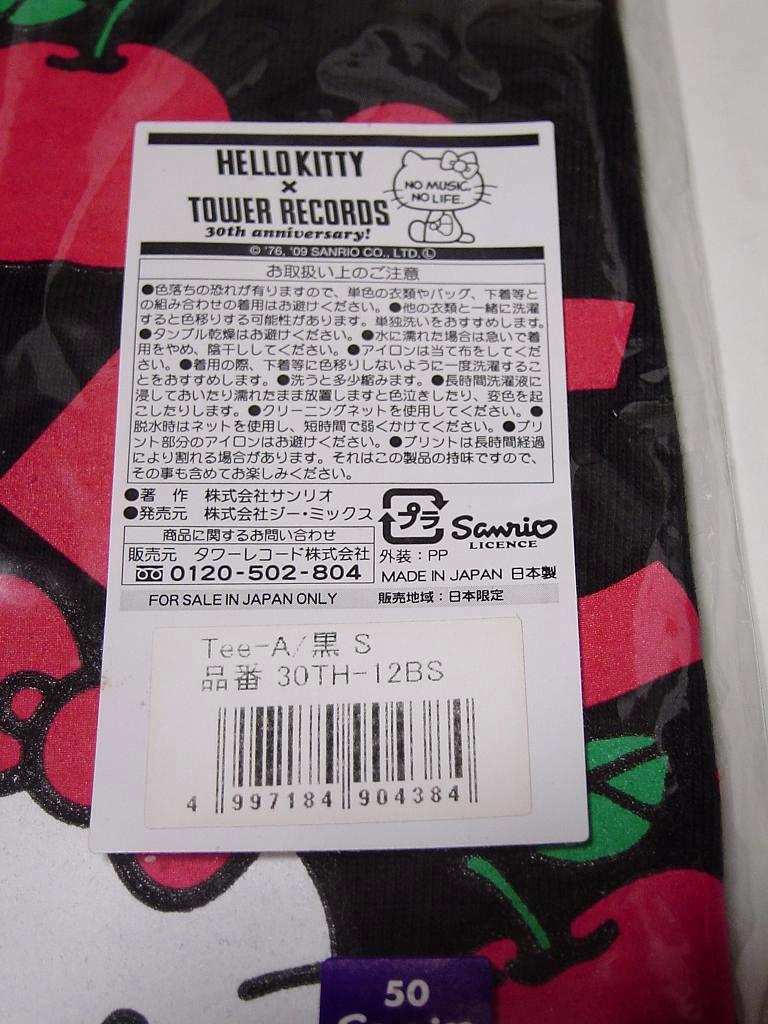 HELLO KITTY
×
TOWER RECORDS
30th anniversary!
NO MUSIC,
NO LIFE.
© '76, '09 SANRIO CO., LTD. Ⓛ
お取扱い上のご注意
●色落ちの恐れが有りますので、単色の衣類やバッグ、下着等と
の組み合わせの着用はお避けください。●他の衣類と一緒に洗濯
すると色移りする可能性があります。単独洗いをおすすめします。
●タンブル乾燥はお避けください。●水に濡れた場合は急いで着
用をやめ、陰干ししてください。●アイロンは当て布をしてくだ
さい。●着用の際、下着等に色移りしないように一度洗濯するこ
とをおすすめします。●洗うと多少縮みます。●長時間洗濯液に
浸しておいたり濡れたまま放置しますと色泣きしたり、変色を起
こしたりします。●クリーニングネットを使用してください。●
脱水時はネットを使用し、短時間で弱くかけてください。●プリ
ント部分のアイロンはお避けください。●プリントは長時間経過
により割れる場合があります。それはこの製品の持味ですので、
その事も含めてお楽しみください。
●著 作 株式会社サンリオ
●発売元 株式会社ジー・ミックス
商品に関するお問い合わせ
販売元 タワーレコード株式会社
0120-502-804
プラ
外装：PP
Sanrio
LICENCE
MADE IN JAPAN 日本製
FOR SALE IN JAPAN ONLY 販売地域：日本限定
Tee-A/黒 S
品番 30TH-12BS
4 997184 904384
50